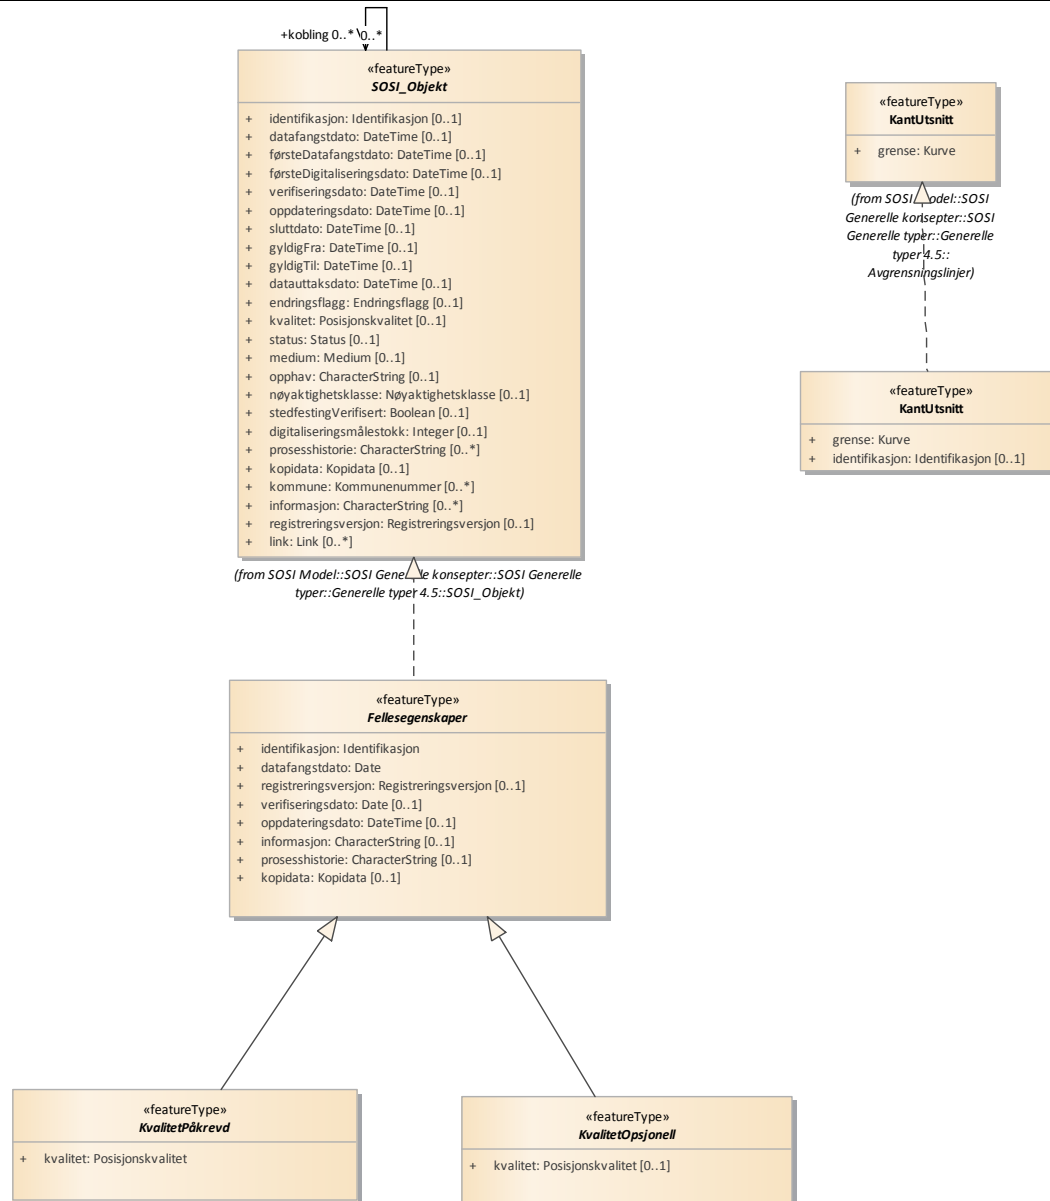 +kobling 0..* 0..*
«featureType»
SOSI_Objekt
+ identifikasjon: Identifikasjon [0..1]
+ datafangstdato: DateTime [0..1]
+ førsteDatafangstdato: DateTime [0..1]
+ førsteDigitaliseringsdato: DateTime [0..1]
+ verifiseringsdato: DateTime [0..1]
+ oppdateringsdato: DateTime [0..1]
+ sluttdato: DateTime [0..1]
+ gyldigFra: DateTime [0..1]
+ gyldigTil: DateTime [0..1]
+ datauttaksdato: DateTime [0..1]
+ endringsflagg: Endringsflagg [0..1]
+ kvalitet: Posisjonskvalitet [0..1]
+ status: Status [0..1]
+ medium: Medium [0..1]
+ opphav: CharacterString [0..1]
+ nøyaktighetsklasse: Nøyaktighetsklasse [0..1]
+ stedfestingVerifisert: Boolean [0..1]
+ digitaliseringsmålestokk: Integer [0..1]
+ prosesshistorie: CharacterString [0..*]
+ kopidata: Kopidata [0..1]
+ kommune: Kommunenummer [0..*]
+ informasjon: CharacterString [0..*]
+ registreringsversjon: Registreringsversjon [0..1]
+ link: Link [0..*]
(from SOSI Model::SOSI Generelle konsepter::SOSI Generelle
typer::Generelle typer 4.5::SOSI_Objekt)
«featureType»
KantUtsnitt
+ grense: Kurve
(from SOSI Model::SOSI
Generelle konsepter::SOSI
Generelle typer::Generelle
typer 4.5::
Avgrensningslinjer)
«featureType»
KantUtsnitt
+ grense: Kurve
+ identifikasjon: Identifikasjon [0..1]
«featureType»
Fellesegenskaper
+ identifikasjon: Identifikasjon
+ datafangstdato: Date
+ registreringsversjon: Registreringsversjon [0..1]
+ verifiseringsdato: Date [0..1]
+ oppdateringsdato: DateTime [0..1]
+ informasjon: CharacterString [0..1]
+ prosesshistorie: CharacterString [0..1]
+ kopidata: Kopidata [0..1]
«featureType»
KvalitetPåkrevd
+ kvalitet: Posisjonskvalitet
«featureType»
KvalitetOpsjonell
+ kvalitet: Posisjonskvalitet [0..1]